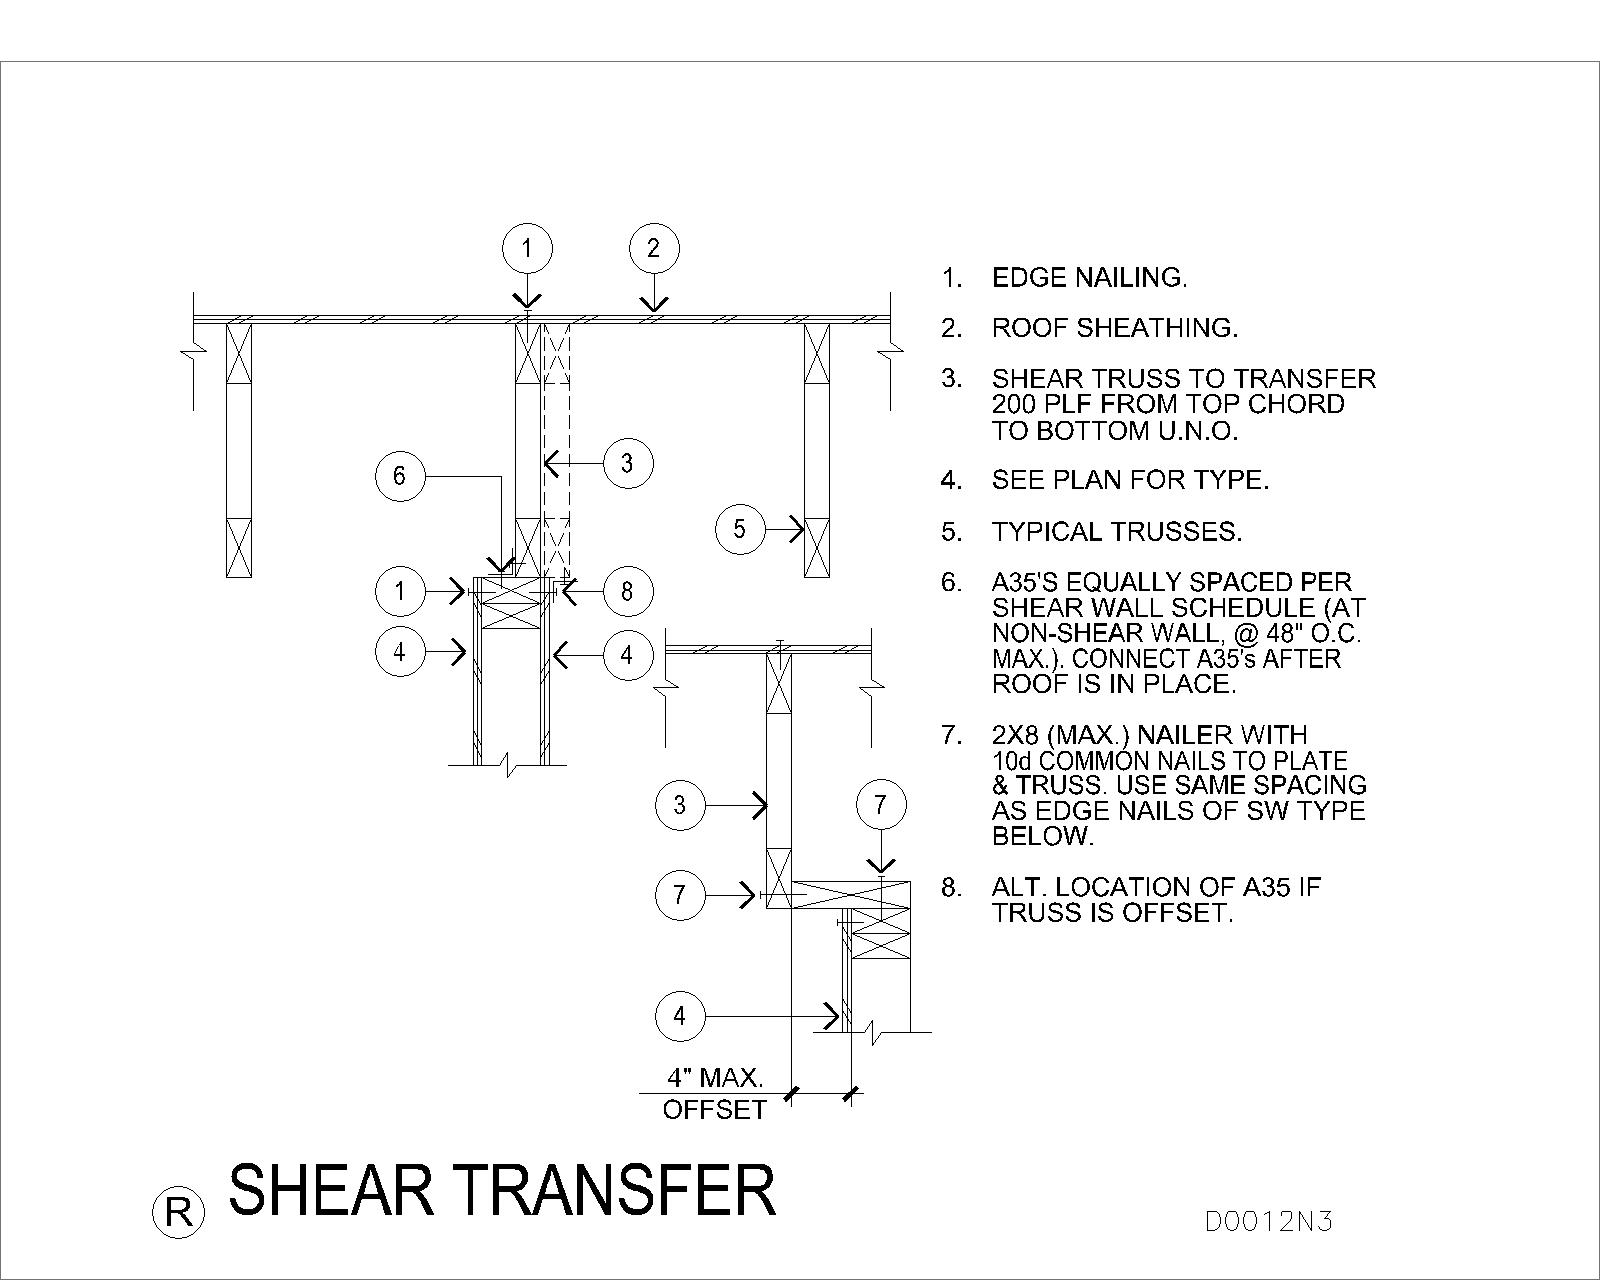 1
2
1. EDGE NAILING.
2. ROOF SHEATHING.
3. SHEAR TRUSS TO TRANSFER
200 PLF FROM TOP CHORD
TO BOTTOM U.N.O.
6
3
4. SEE PLAN FOR TYPE.
5
5. TYPICAL TRUSSES.
1
8
6. A35'S EQUALLY SPACED PER
SHEAR WALL SCHEDULE (AT
NON-SHEAR WALL, @ 48" O.C.
MAX.). CONNECT A35's AFTER
ROOF IS IN PLACE.
4
4
7. 2X8 (MAX.) NAILER WITH
10d COMMON NAILS TO PLATE
& TRUSS. USE SAME SPACING
AS EDGE NAILS OF SW TYPE
BELOW.
3
7
7
8. ALT. LOCATION OF A35 IF
TRUSS IS OFFSET.
4
4" MAX.
OFFSET
R SHEAR TRANSFER
D0012N3